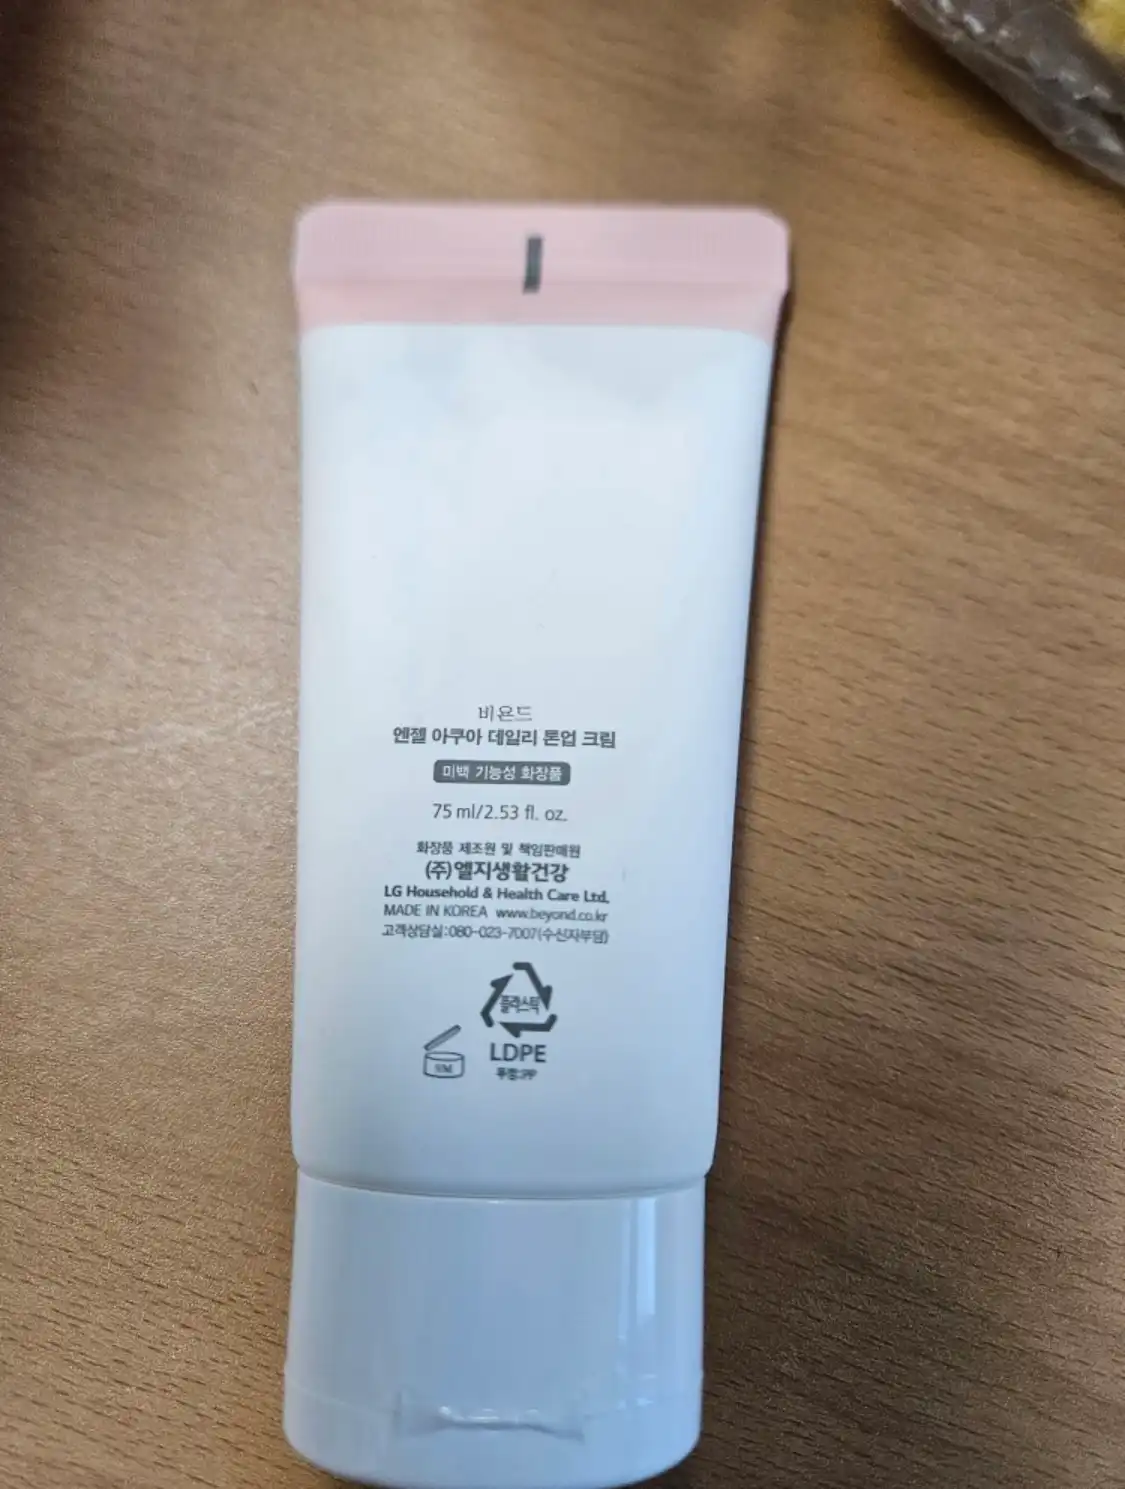 비욘드
엔젤 아쿠아 데일리 톤업 크림
미백 기능성 화장품
75 ml/2.53 fl. oz.
화장품 제조원 및 책임판매원
(주)엘지생활건강
LG Household & Health Care Ltd.
MADE IN KOREA www.beyond.co.kr
고객상담실:080-023-7007(수신자부담)
플라스틱
LDPE
뚜껑:PP